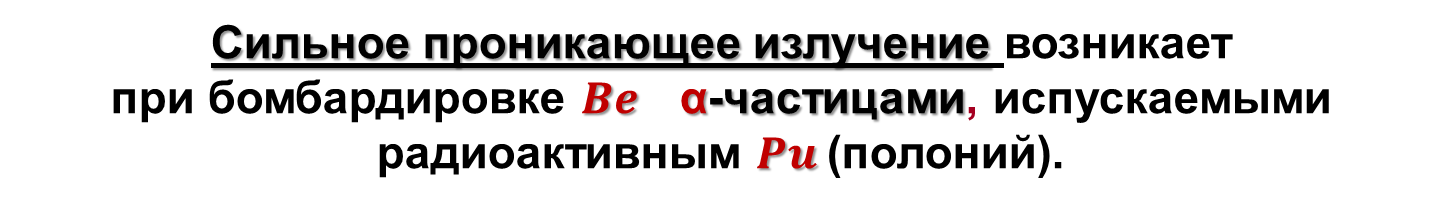 Сильное проникающее излучение возникает
при бомбардировке Be α-частицами, испускаемыми
радиоактивным Pu (полоний).